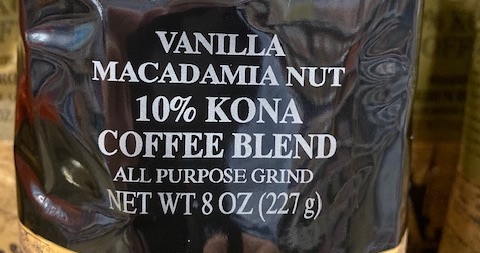 VANILLA
MACADAMIA NUT
10% KONA
COFFEE BLEND
ALL PURPOSE GRIND
NET WT 8 OZ (227 g)